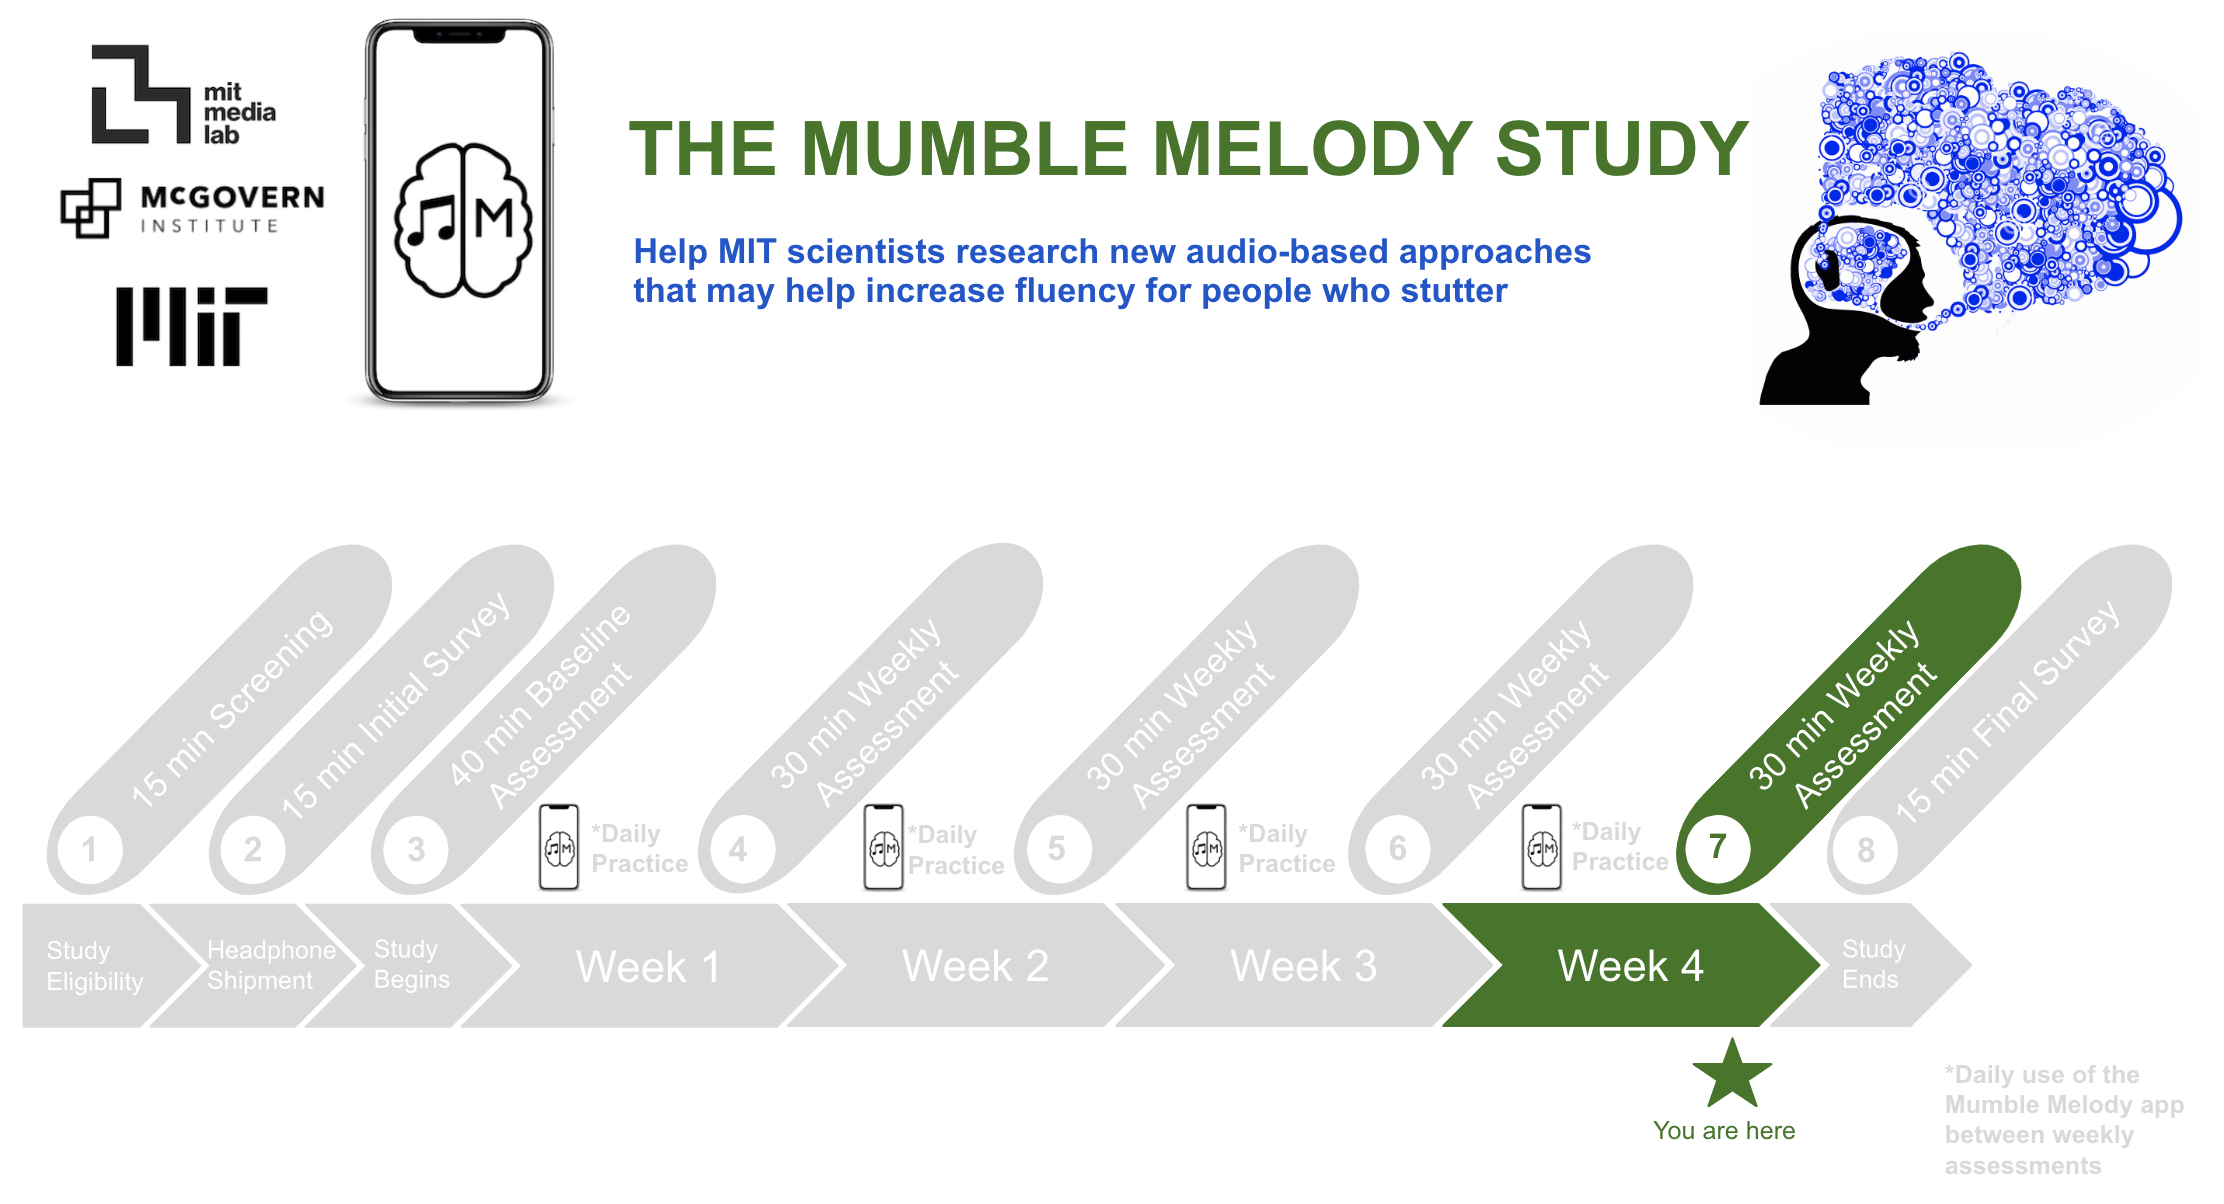 mit
media
lab
McGOVERN
INSTITUTE
MIT
M
THE MUMBLE MELODY STUDY
Help MIT scientists research new audio-based approaches
that may help increase fluency for people who stutter
1
15 min Screening
2
15 min Initial Survey
3
40 min Baseline
Assessment
M
*Daily
Practice
4
30 min Weekly
Assessment
M
*Daily
Practice
5
30 min Weekly
Assessment
M
*Daily
Practice
6
30 min Weekly
Assessment
M
*Daily
Practice
7
30 min Weekly
Assessment
8
15 min Final Survey
Study
Eligibility
Headphone
Shipment
Study
Begins
Week 1
Week 2
Week 3
Week 4
Study
Ends
You are here
*Daily use of the
Mumble Melody app
between weekly
assessments